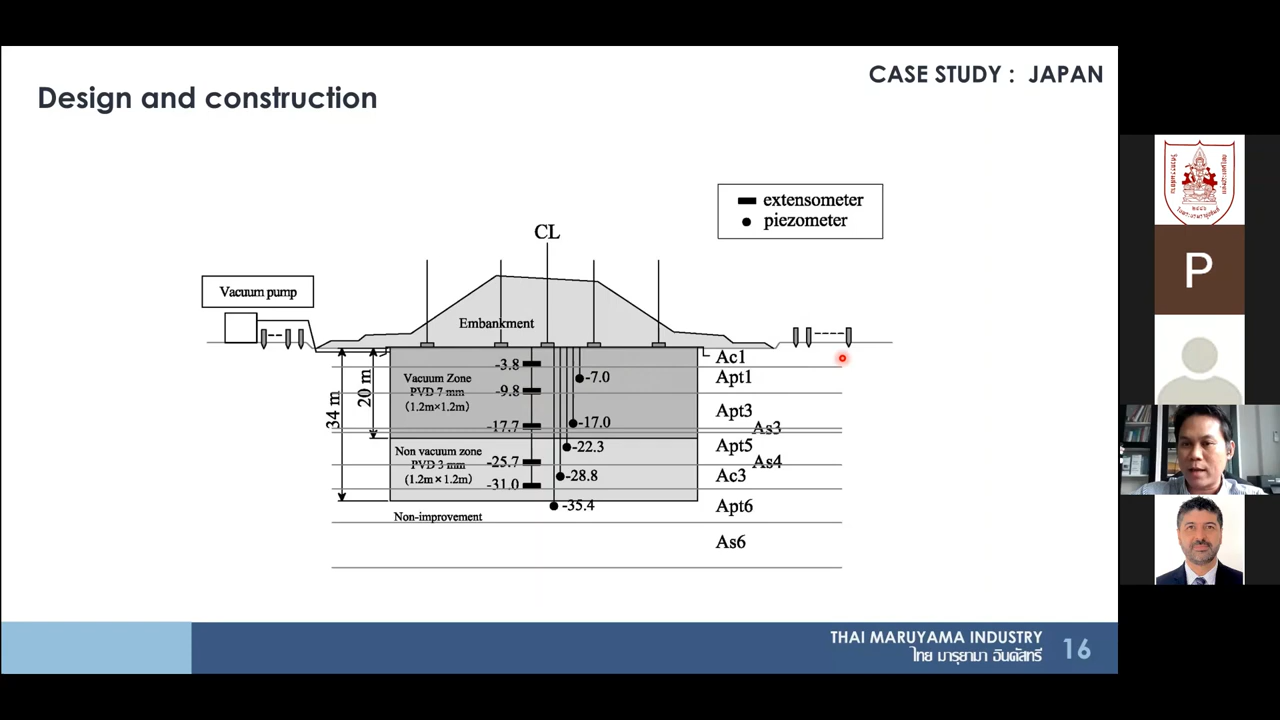 CASE STUDY : JAPAN
Design and construction
extensometer
piezometer
CL
Vacuum pump
Embankment
34 m
20 m
Vacuum Zone
PVD 7 mm
(1.2m×1.2m)
Non vacuum zone
PVD 3 mm
(1.2m×1.2m)
Non-improvement
-3.8
-9.8
-17.7
-25.7
-31.0
-7.0
-17.0
-22.3
-28.8
-35.4
Ac1
Apt1
Apt3
As3
Apt5
As4
Ac3
Apt6
As6
P
THAI MARUYAMA INDUSTRY
ไทย มารุยามา อินดัสทรี
16